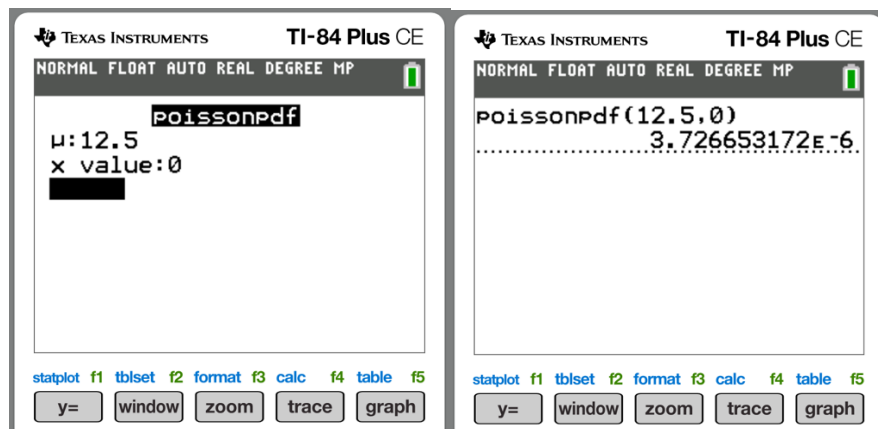 TEXAS INSTRUMENTS TI-84 Plus CE
NORMAL FLOAT AUTO REAL DEGREE MP
poissonpdf
μ:12.5
x value:0
statplot f1 tblset f2 format f3 calc f4 table f5
y= window zoom trace graph
TEXAS INSTRUMENTS TI-84 Plus CE
NORMAL FLOAT AUTO REAL DEGREE MP
poissonpdf(12.5,0)
3.726653172ᴇ-6
statplot f1 tblset f2 format f3 calc f4 table f5
y= window zoom trace graph